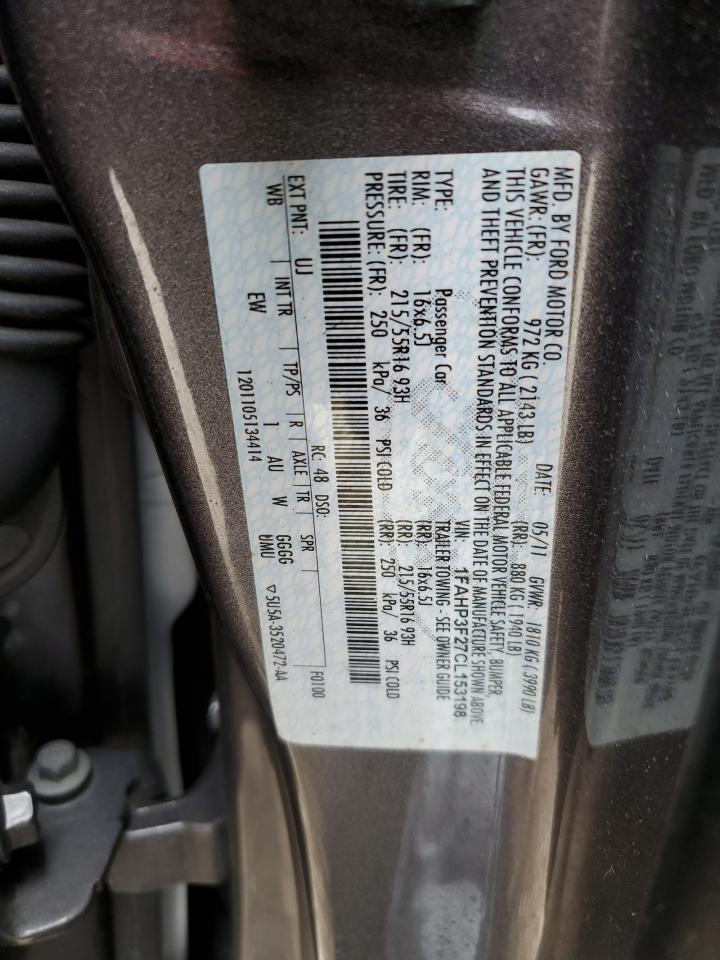 MFD. BY FORD MOTOR CO.
DATE: 05/11 GVWR: 1810 KG ( 3990 LB)
GAWR: (FR): 972 KG ( 2143 LB) (RR): 880 KG ( 1940 LB)
THIS VEHICLE CONFORMS TO ALL APPLICABLE FEDERAL MOTOR VEHICLE SAFETY, BUMPER,
AND THEFT PREVENTION STANDARDS IN EFFECT ON THE DATE OF MANUFACTURE SHOWN ABOVE.
VIN: 1FAHP3F27CL153198
TYPE: Passenger Car TRAILER TOWING - SEE OWNER GUIDE
RIM: (FR): 16x6.5J (RR): 16x6.5J
TIRE: (FR): 215/55R16 93H (RR): 215/55R16 93H
PRESSURE: (FR): 250 kPa/ 36 PSI COLD (RR): 250 kPa/ 36 PSI COLD
F0100
RC: 48 DSO:
EXT PNT: UJ INT TR TP/PS R AXLE TR SPR
WB EW 1 AU W GGGG
1201105134414 UMU ▽5U5A-3520472-AA